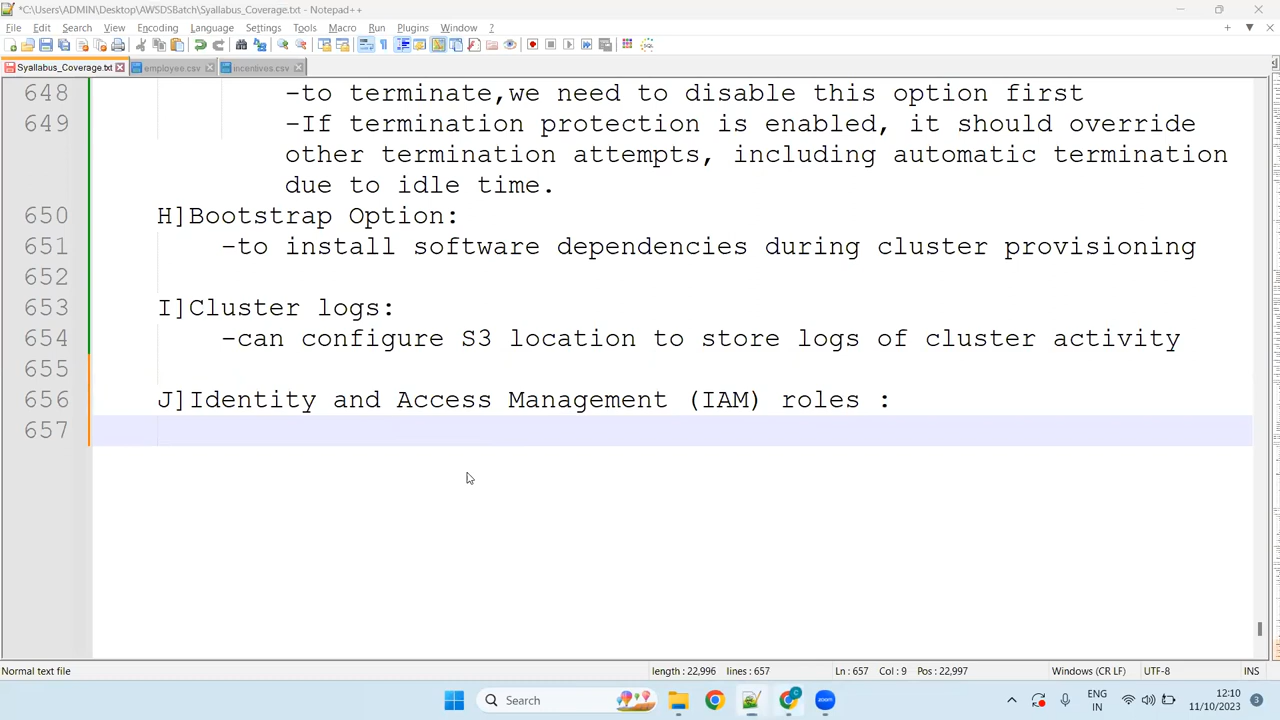 *C:\Users\ADMIN\Desktop\AWSDSBatch\Syallabus_Coverage.txt - Notepad++
File Edit Search View Encoding Language Settings Tools Macro Run Plugins Window ?
Syallabus_Coverage.txt employee.csv incentives.csv
648 -to terminate,we need to disable this option first
649 -If termination protection is enabled, it should override
other termination attempts, including automatic termination
due to idle time.
650 H]Bootstrap Option:
651 -to install software dependencies during cluster provisioning
652
653 I]Cluster logs:
654 -can configure S3 location to store logs of cluster activity
655
656 J]Identity and Access Management (IAM) roles :
657
Normal text file length : 22,996 lines : 657 Ln : 657 Col : 9 Pos : 22,997 Windows (CR LF) UTF-8 INS
Search zoom ENG IN 12:10 11/10/2023 3